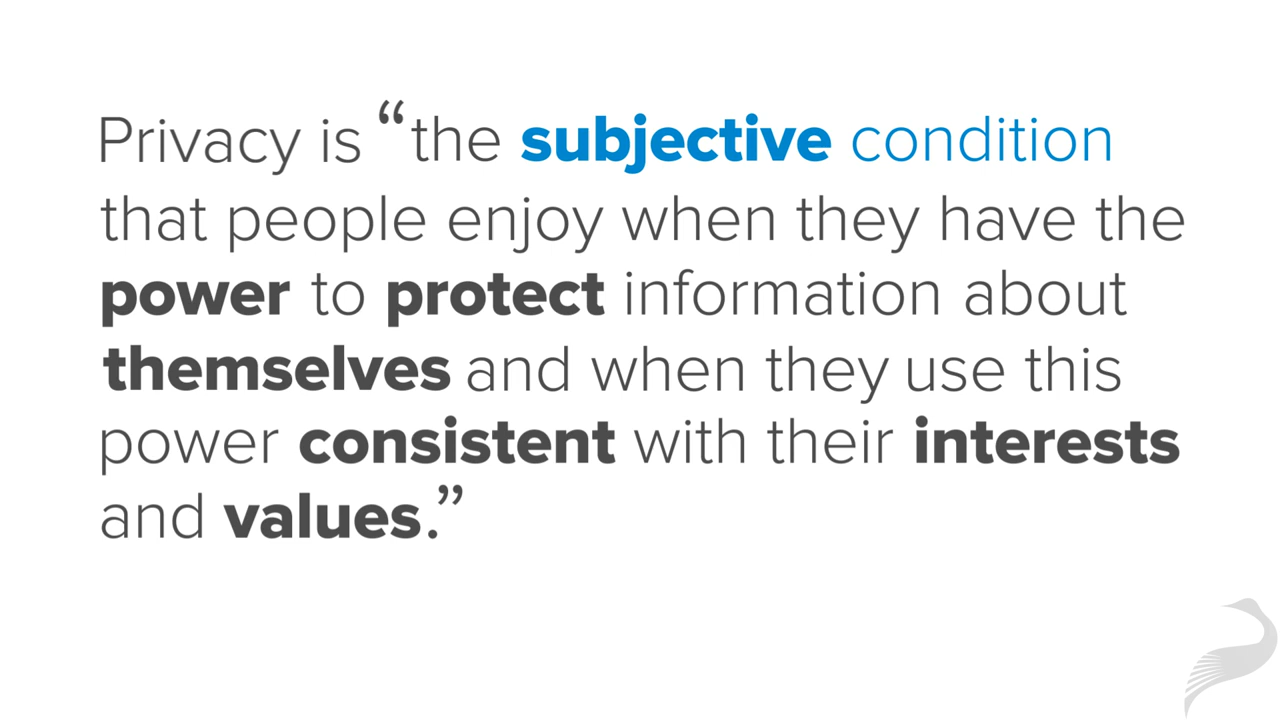 Privacy is “the subjective condition
that people enjoy when they have the
power to protect information about
themselves and when they use this
power consistent with their interests
and values.”